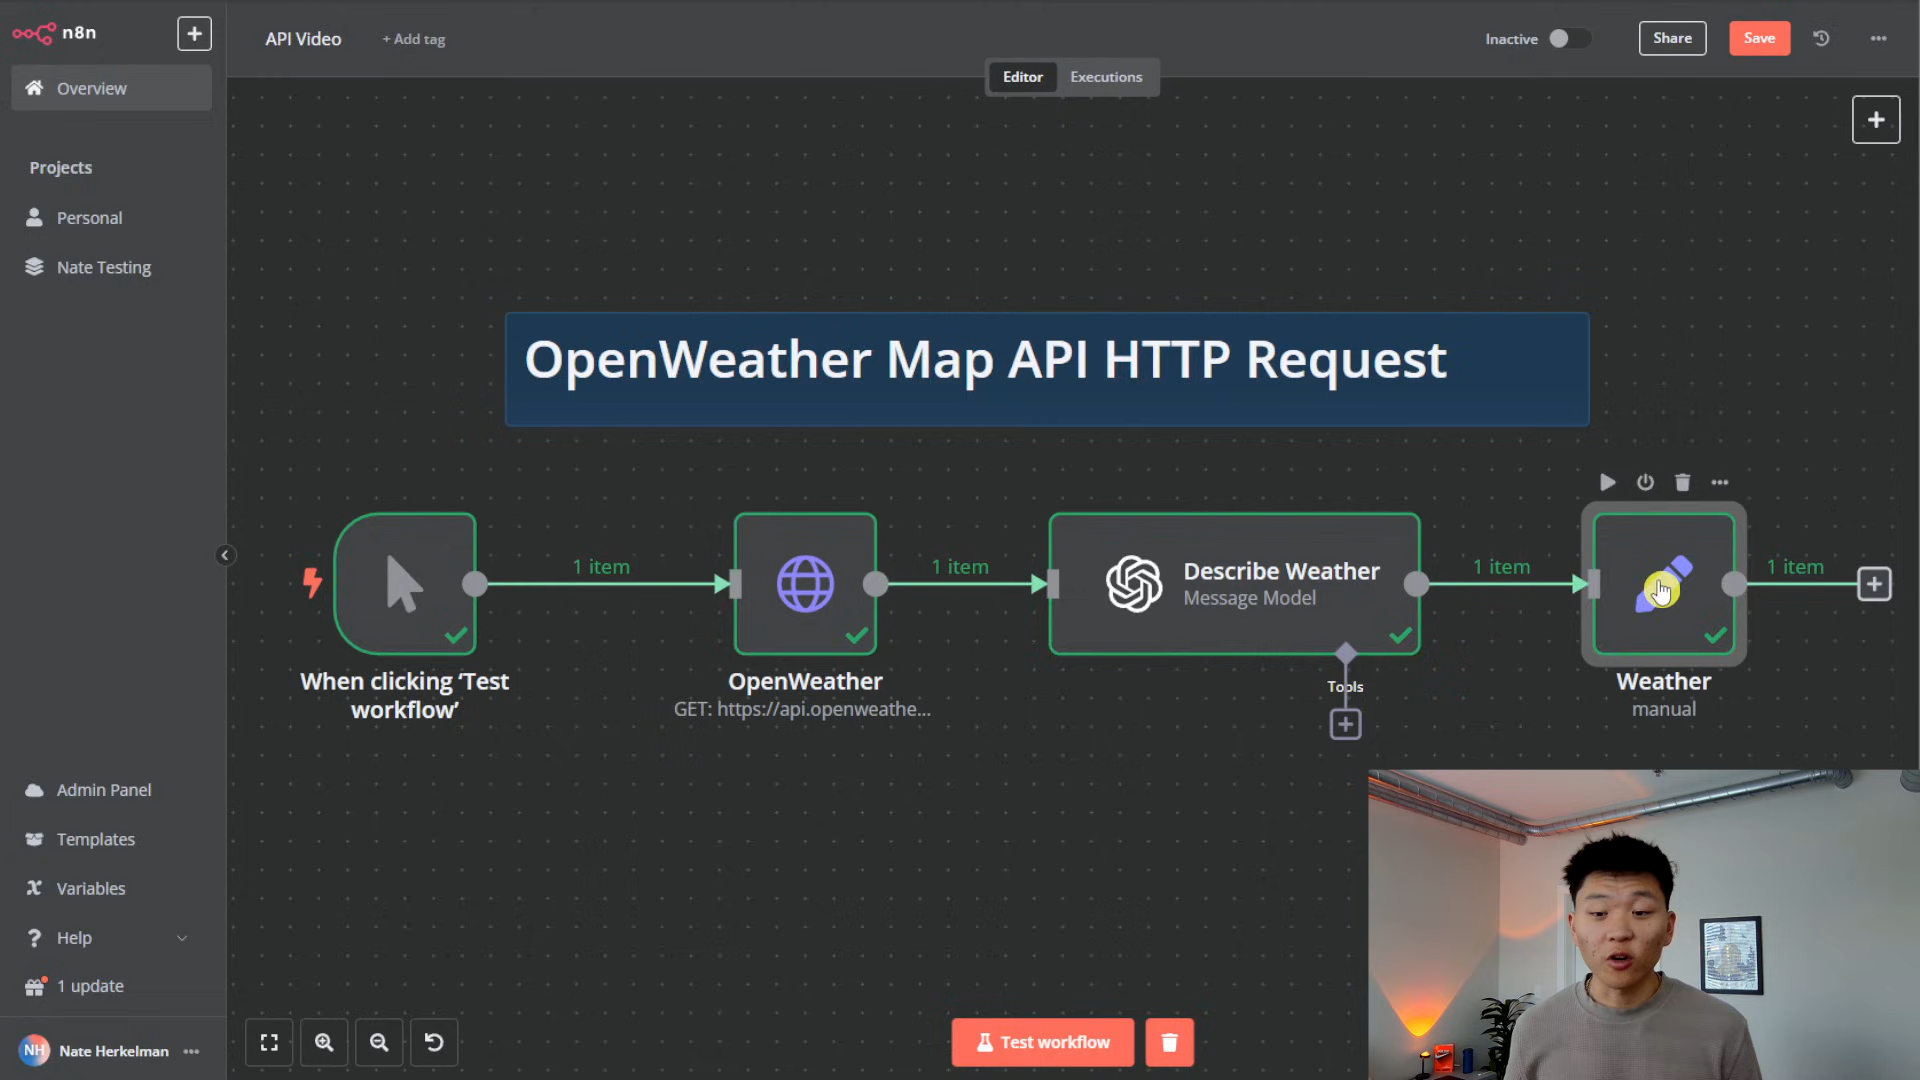 n8n
Overview
Projects
Personal
Nate Testing
Admin Panel
Templates
Variables
Help
1 update
NH Nate Herkelman
API Video + Add tag
Inactive Share Save
Editor Executions
OpenWeather Map API HTTP Request
1 item 1 item 1 item 1 item
Describe Weather
Message Model
Tools
When clicking ‘Test
workflow’
OpenWeather
GET: https://api.openweathe...
Weather
manual
Test workflow